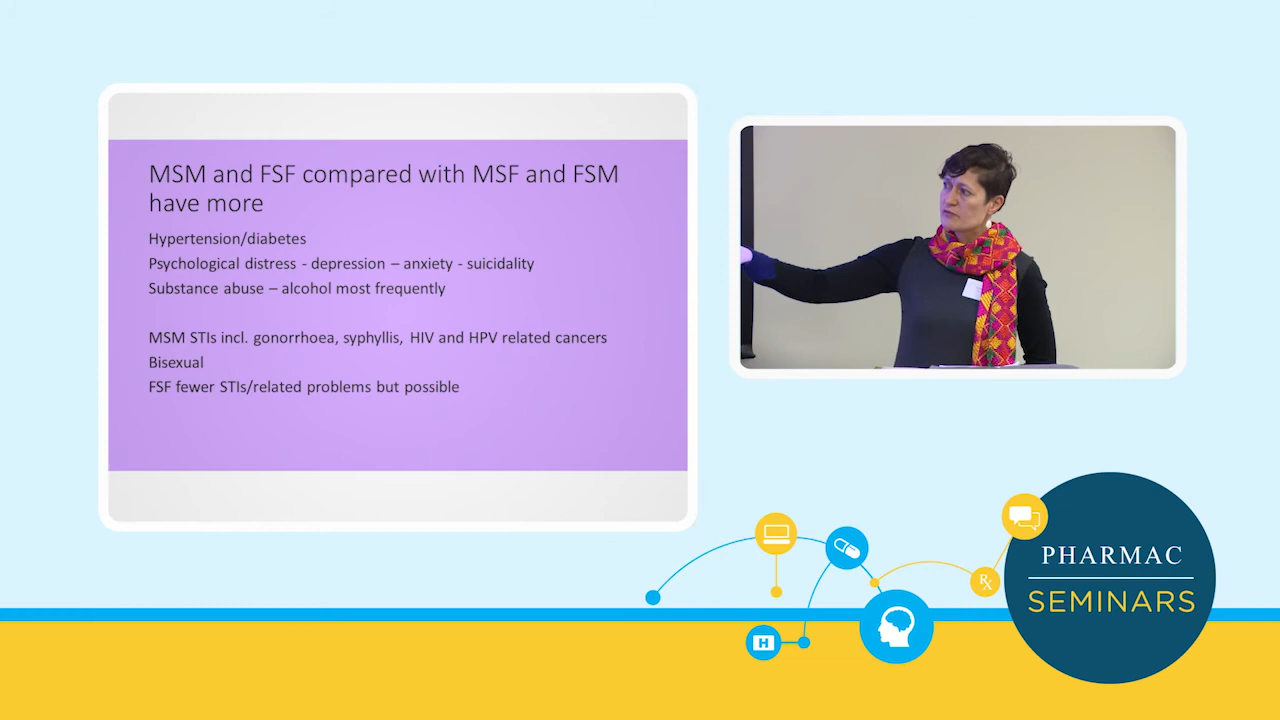 MSM and FSF compared with MSF and FSM
have more
Hypertension/diabetes
Psychological distress - depression – anxiety - suicidality
Substance abuse – alcohol most frequently
MSM STIs incl. gonorrhoea, syphyllis, HIV and HPV related cancers
Bisexual
FSF fewer STIs/related problems but possible
H
Rx
PHARMAC
SEMINARS